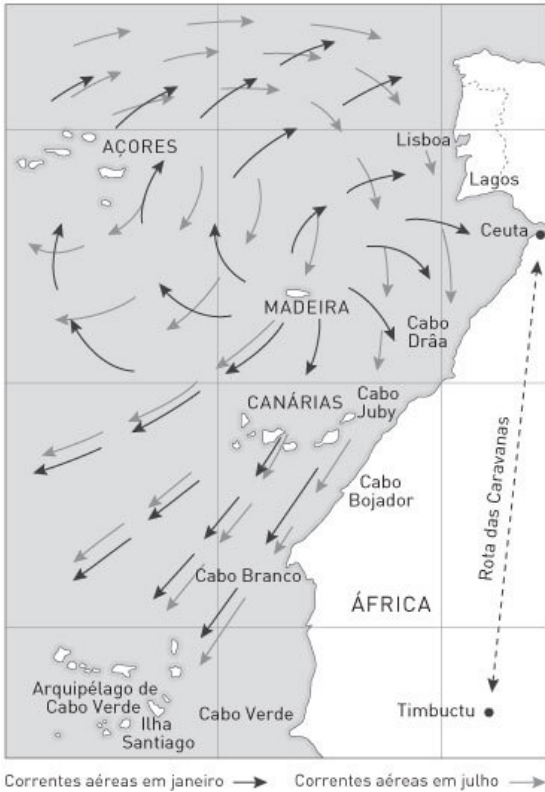 AÇORES
Lisboa
Lagos
Ceuta
MADEIRA
Cabo
Drâa
CANÁRIAS
Cabo
Juby
Cabo
Bojador
Rota das Caravanas
Cabo Branco
ÁFRICA
Arquipélago de
Cabo Verde
Ilha
Santiago
Cabo Verde
Timbuctu
Correntes aéreas em janeiro
Correntes aéreas em julho